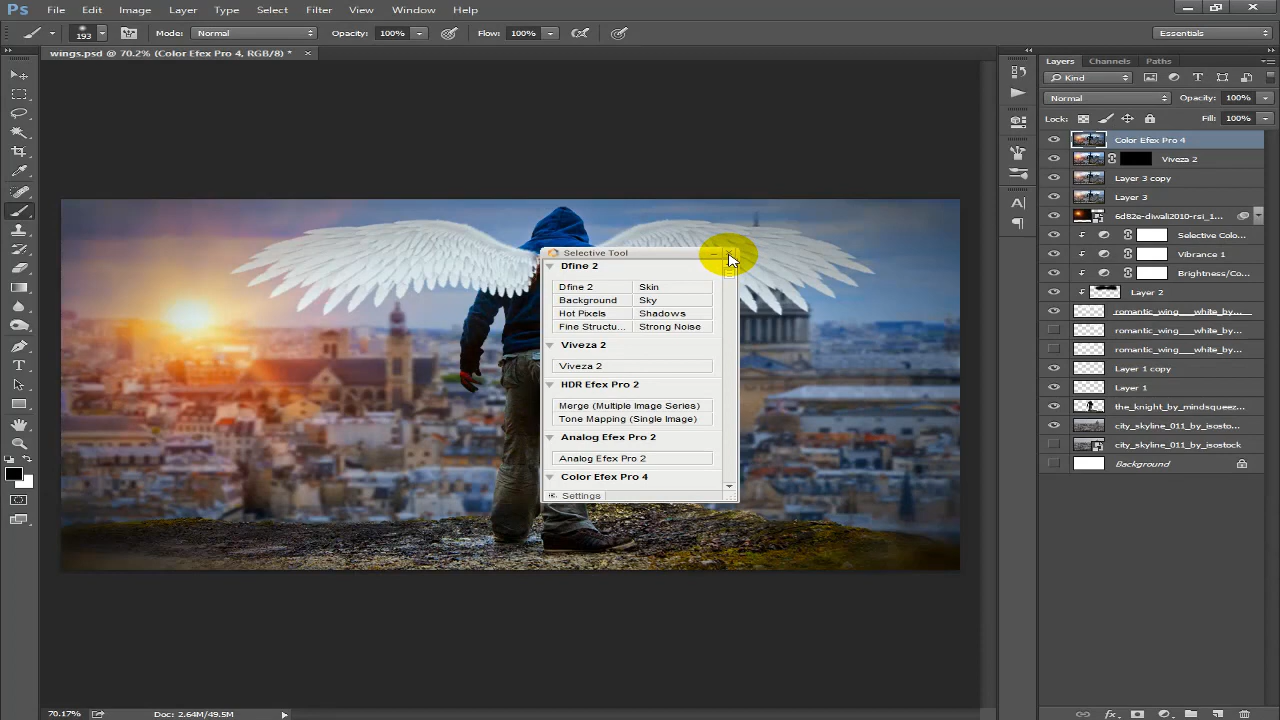 Ps File Edit Image Layer Type Select Filter View Window Help
193 Mode: Normal Opacity: 100% Flow: 100% Essentials
wings.psd @ 70.2% (Color Efex Pro 4, RGB/8) * ×
Layers Channels Paths
Kind
Normal Opacity: 100%
Lock: Fill: 100%
Color Efex Pro 4
Viveza 2
Layer 3 copy
Layer 3
6d82e-diwali2010-rsi_1...
Selective Colo...
Vibrance 1
Brightness/Co...
Layer 2
romantic_wing___white_by...
romantic_wing___white_by...
romantic_wing___white_by...
Layer 1 copy
Layer 1
the_knight_by_mindsqueez...
city_skyline_011_by_isosto...
city_skyline_011_by_isostock
Background
Selective Tool
Dfine 2
Dfine 2 Skin
Background Sky
Hot Pixels Shadows
Fine Structu... Strong Noise
Viveza 2
Viveza 2
HDR Efex Pro 2
Merge (Multiple Image Series)
Tone Mapping (Single Image)
Analog Efex Pro 2
Analog Efex Pro 2
Color Efex Pro 4
Settings
70.17% Doc: 2.64M/49.5M